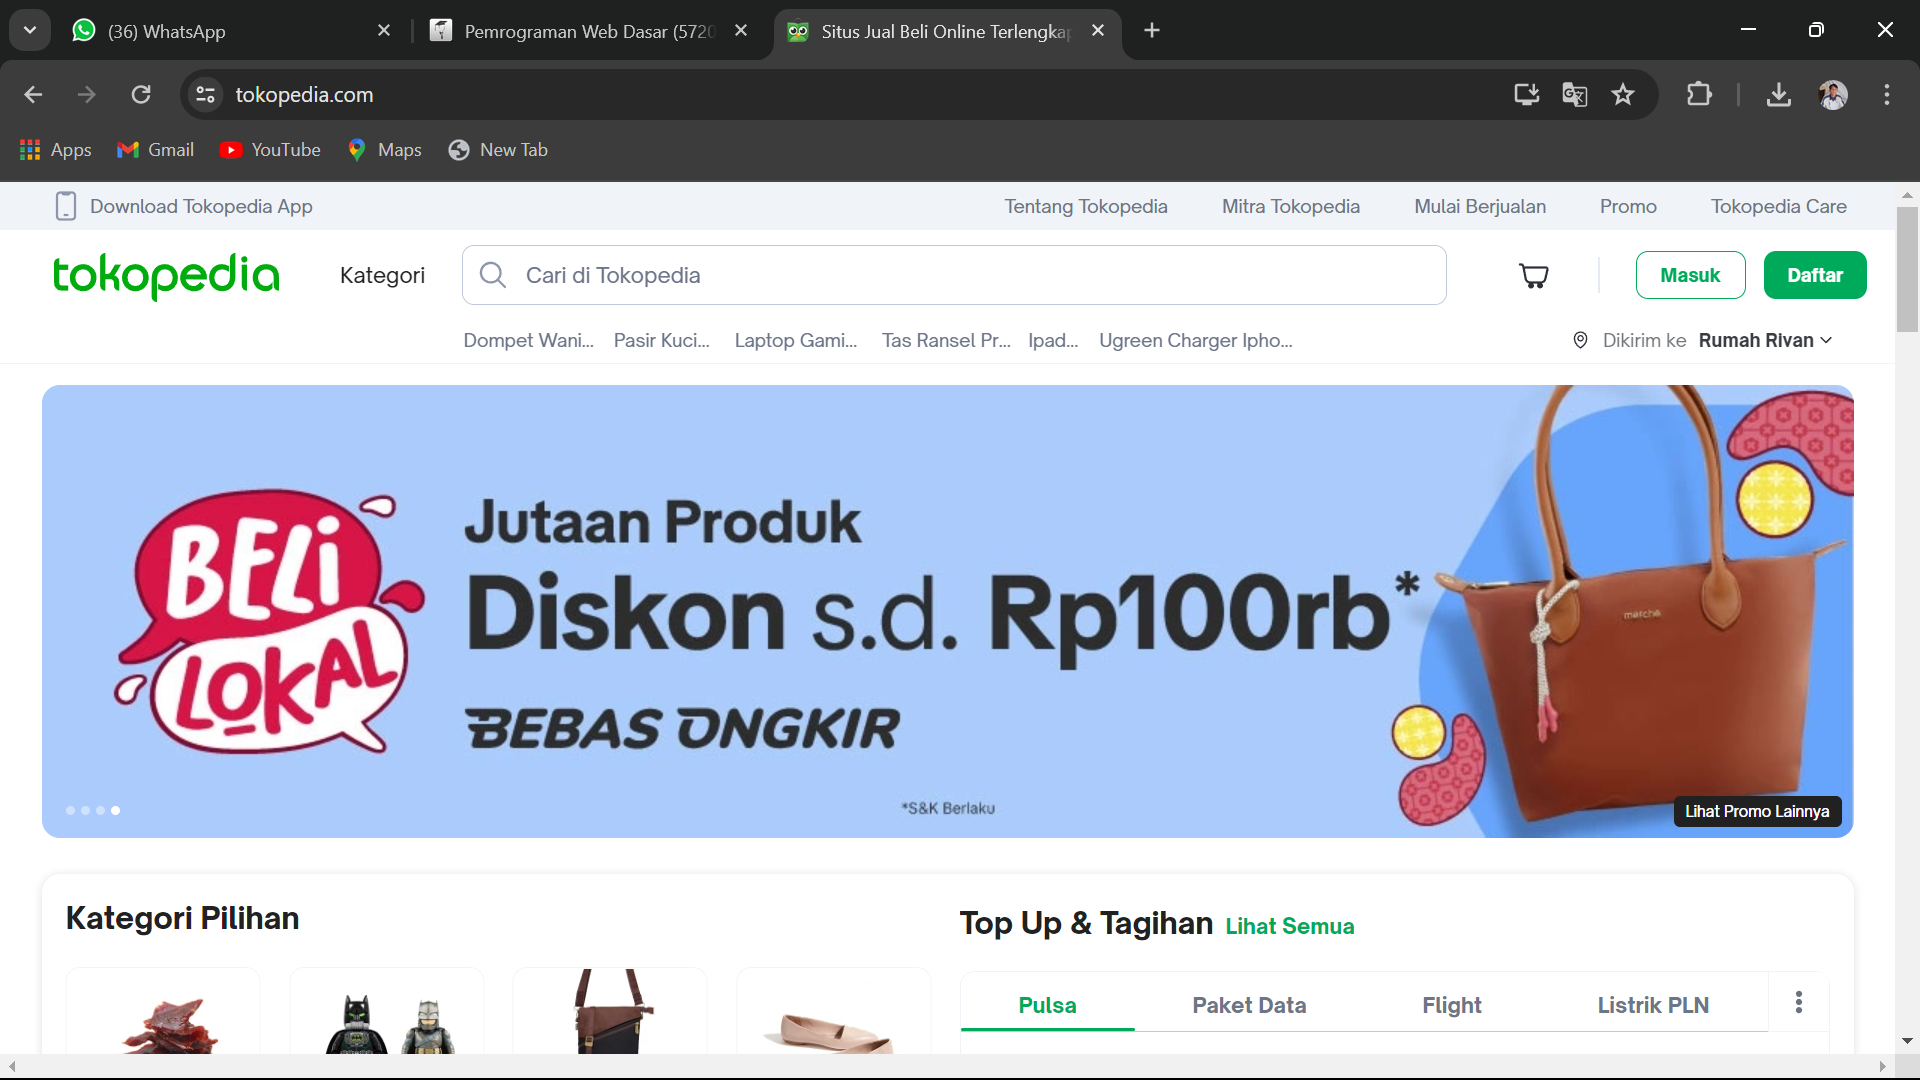 (36) WhatsApp
Pemrograman Web Dasar (5720
Situs Jual Beli Online Terlengkap
tokopedia.com
Apps
Gmail
YouTube
Maps
New Tab
Download Tokopedia App
Tentang Tokopedia
Mitra Tokopedia
Mulai Berjualan
Promo
Tokopedia Care
tokopedia
Kategori
Cari di Tokopedia
Masuk
Daftar
Dompet Wani...
Pasir Kuci...
Laptop Gami...
Tas Ransel Pr...
Ipad...
Ugreen Charger Ipho...
Dikirim ke Rumah RIvan
BELi
LOKAL
Jutaan Produk
Diskon s.d. Rp100rb*
BEBAS ONGKIR
*S&K Berlaku
merche
Lihat Promo Lainnya
Kategori Pilihan
Top Up & Tagihan Lihat Semua
Pulsa
Paket Data
Flight
Listrik PLN